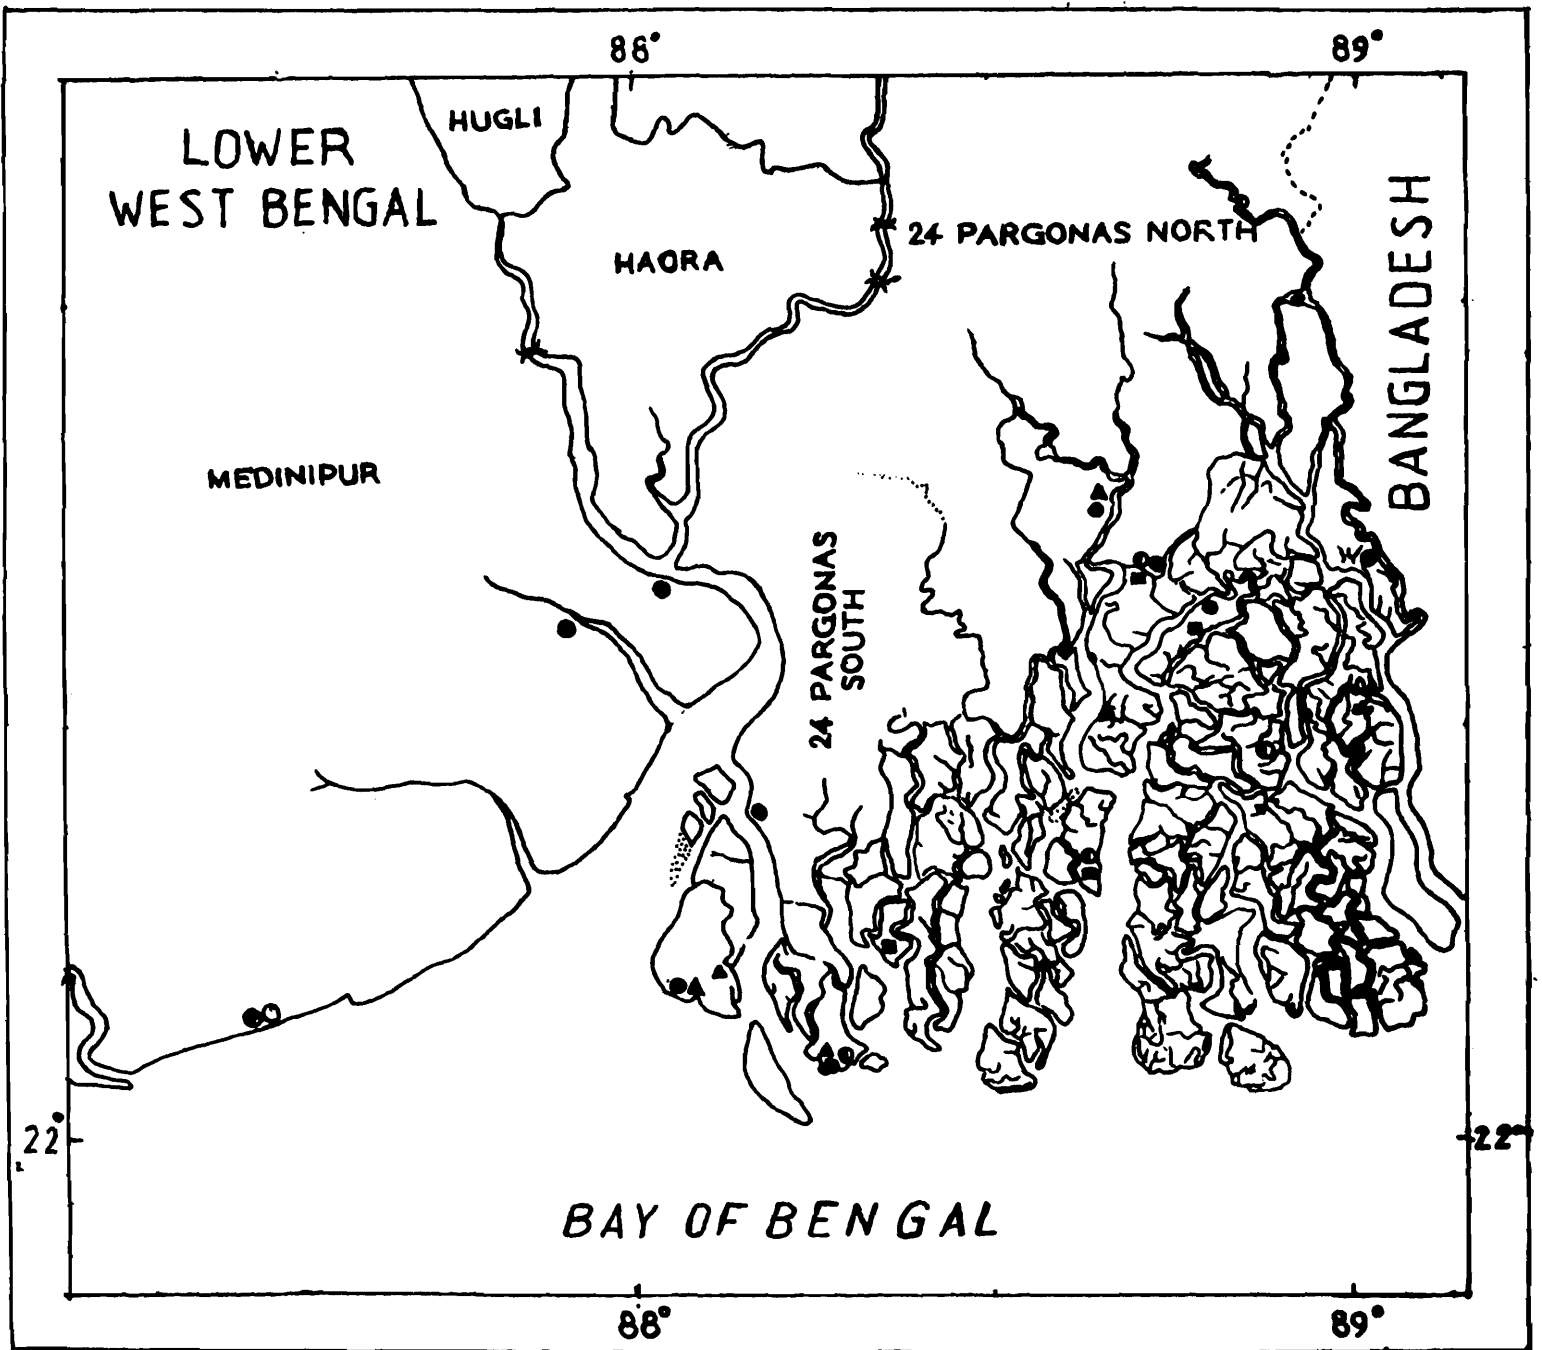 88°
89°
HUGLI
LOWER
WEST BENGAL
24 PARGONAS NORTH
HAORA
BANGLADESH
MEDINIPUR
24 PARGONAS
SOUTH
22°
22°
BAY OF BENGAL
88°
89°